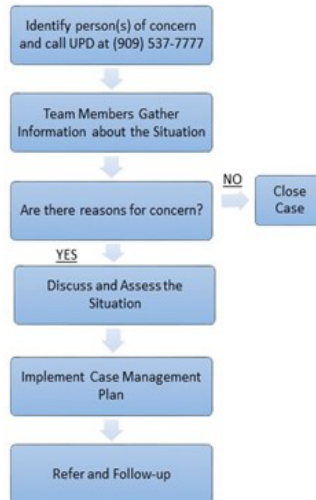 Identify person(s) of concern
and call UPD at (909) 537-7777
Team Members Gather
Information about the Situation
Are there reasons for concern?
NO
Close
Case
YES
Discuss and Assess the
Situation
Implement Case Management
Plan
Refer and Follow-up